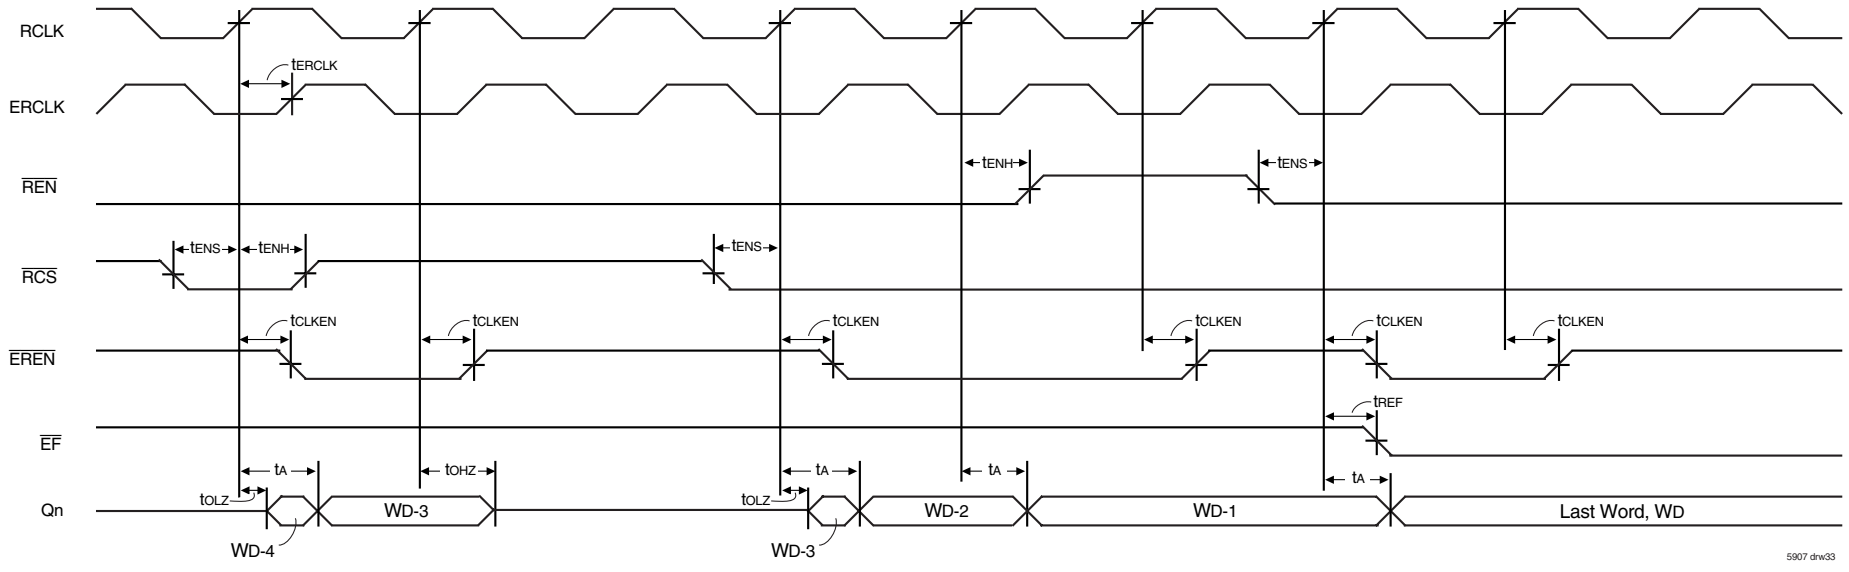 RCLK
tERCLK
ERCLK
tENH
tENS
REN
tENS
tENH
tENS
RCS
tCLKEN
tCLKEN
tCLKEN
tCLKEN
tCLKEN
tCLKEN
EREN
tREF
EF
tA
tOHZ
tA
tA
tA
tOLZ
tOLZ
Qn
WD-3
WD-2
WD-1
Last Word, WD
WD-4
WD-3
5907 drw33